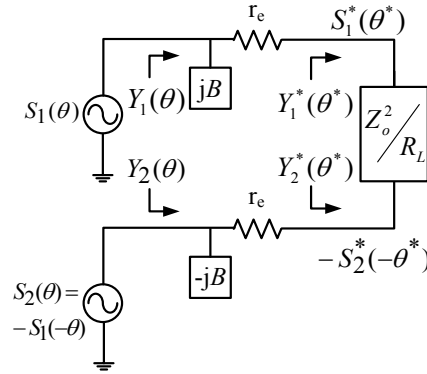 r_e
S_1^*(θ^*)
Y_1(θ)
jB
Y_1^*(θ^*)
S_1(θ)
Z_o^2/R_L
Y_2(θ)
Y_2^*(θ^*)
r_e
-S_2^*(-θ^*)
-jB
S_2(θ) =
-S_1(-θ)